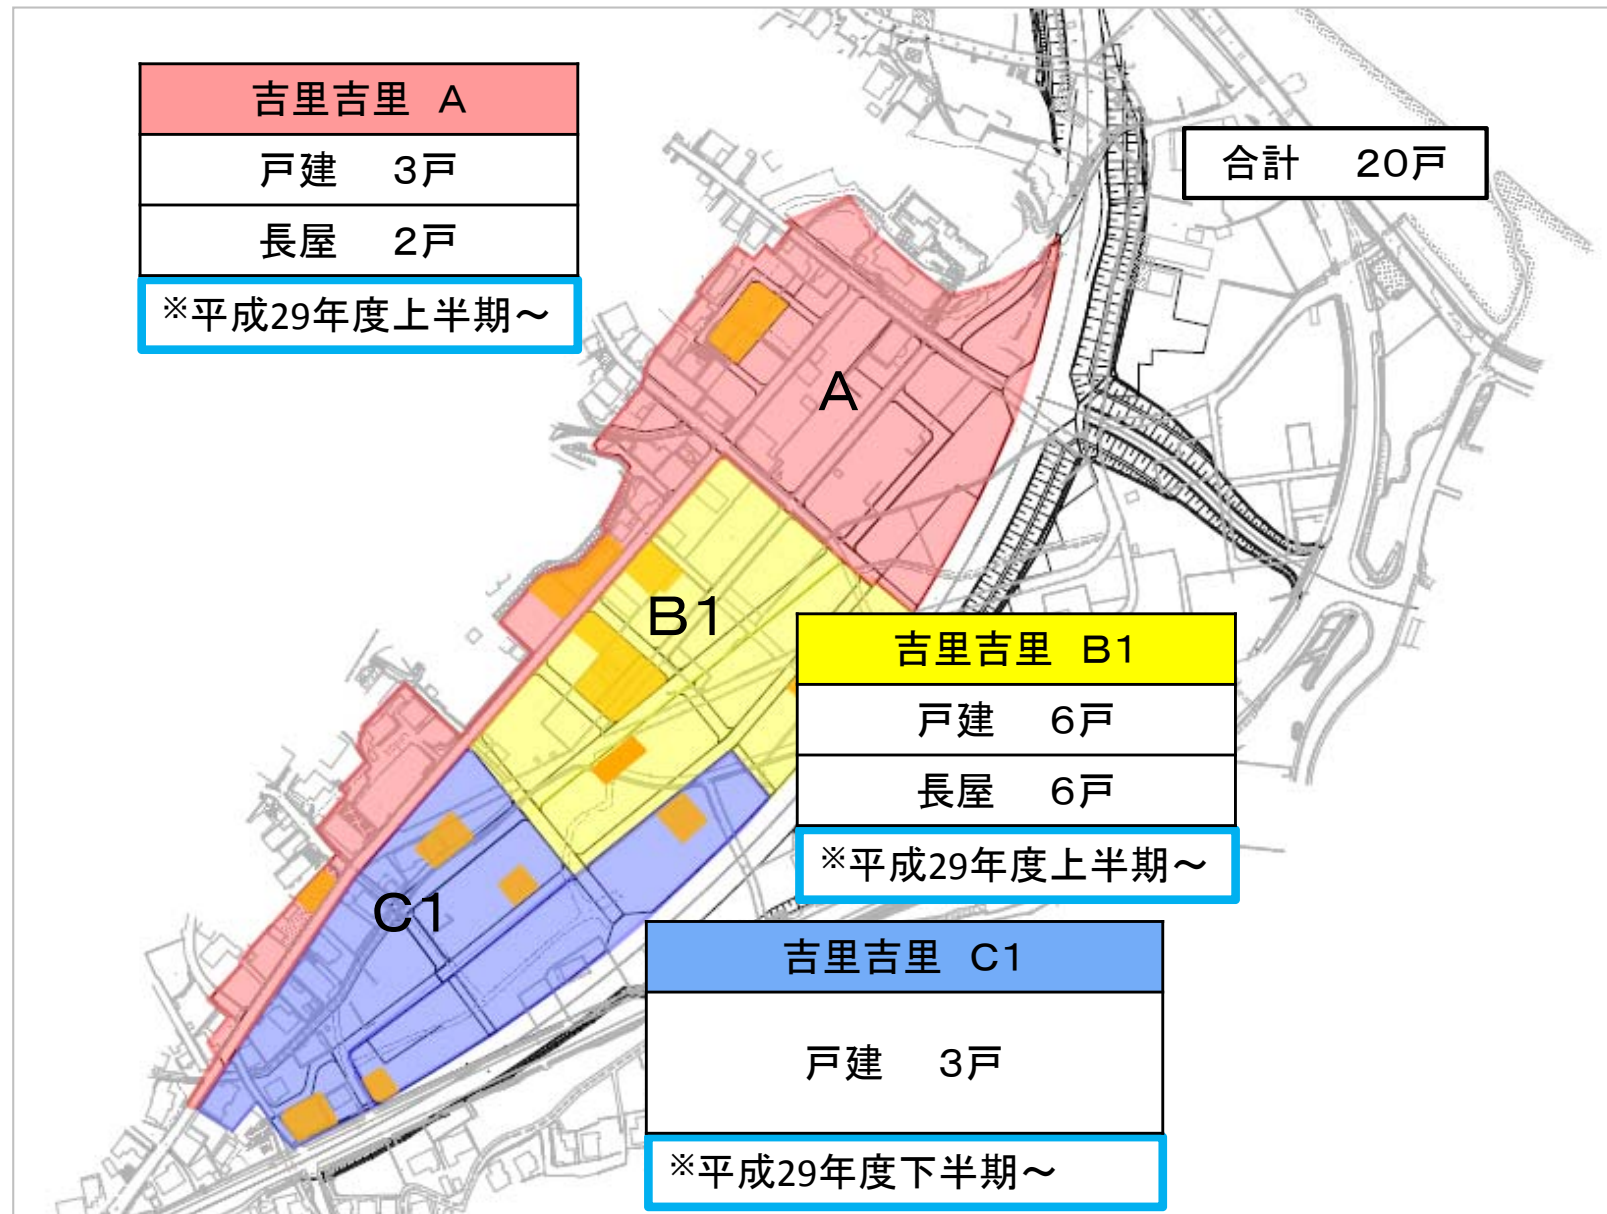 吉里吉里 A
戸建 3戸
長屋 2戸
※平成29年度上半期～
合計 20戸
A
B1
吉里吉里 B1
戸建 6戸
長屋 6戸
※平成29年度上半期～
C1
吉里吉里 C1
戸建 3戸
※平成29年度下半期～